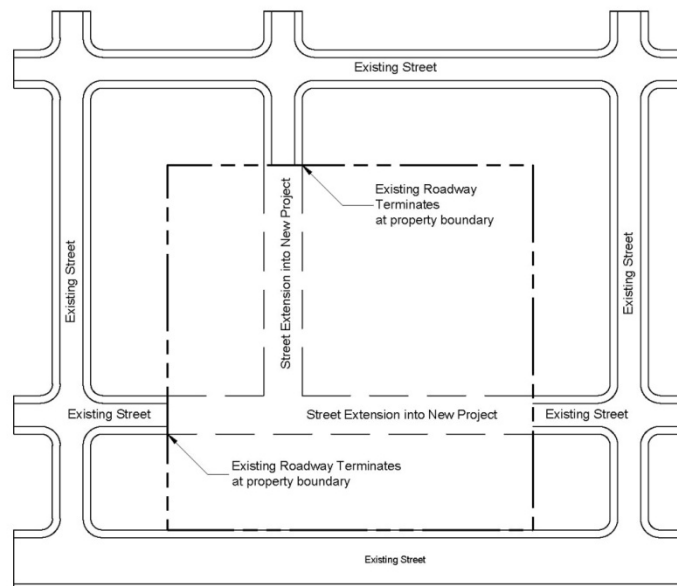 Existing Street
Existing Roadway
Terminates
at property boundary
Street Extension into New Project
Existing Street
Existing Street
Existing Street
Street Extension into New Project
Existing Street
Existing Roadway Terminates
at property boundary
Existing Street